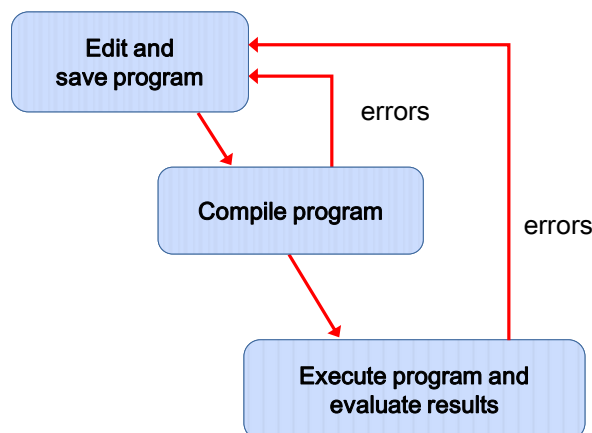 Edit and
save program
errors
Compile program
errors
Execute program and
evaluate results